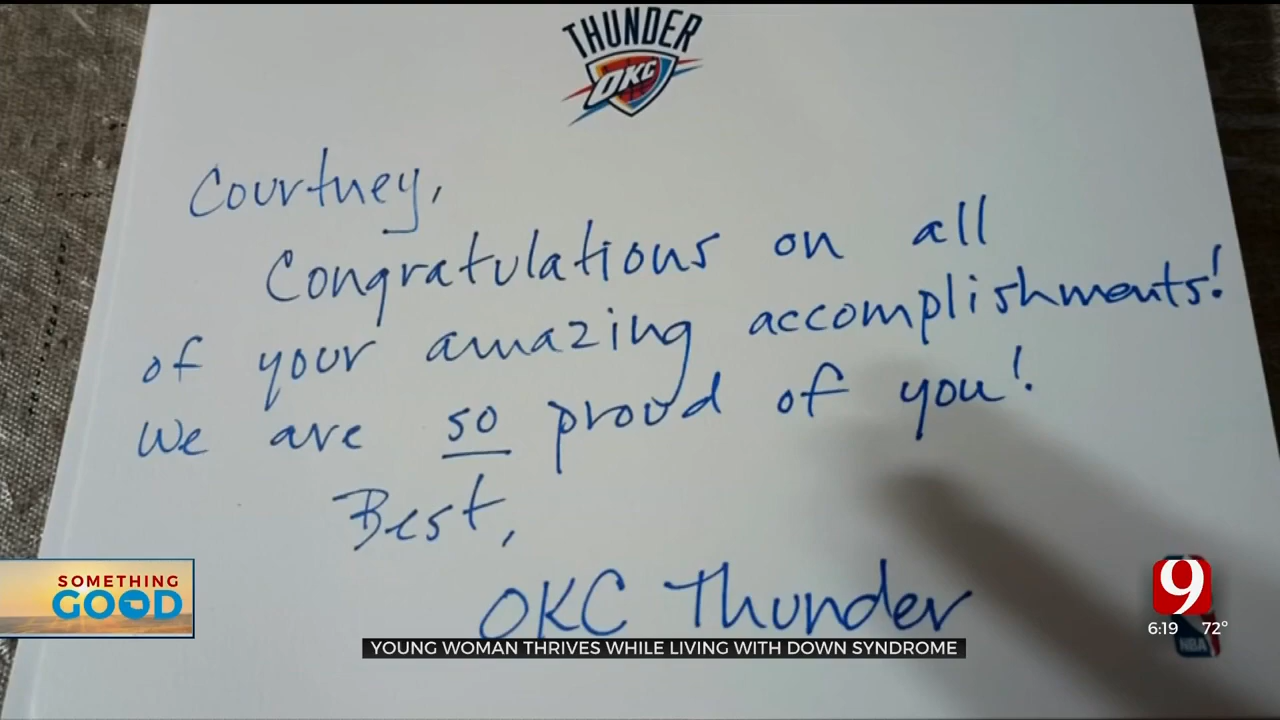 THUNDER
OKC
Courtney,
Congratulations on all
of your amazing accomplishments!
We are so proud of you!
Best,
OKC Thunder
SOMETHING
GOOD
9
6:19 72°
NBA
YOUNG WOMAN THRIVES WHILE LIVING WITH DOWN SYNDROME